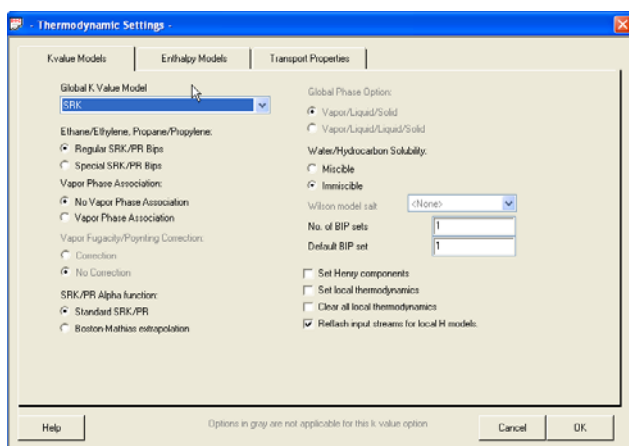 - Thermodynamic Settings -
Kvalue Models
Enthalpy Models
Transport Properties
Global K Value Model
SRK
Ethane/Ethylene, Propane/Propylene:
Regular SRK/PR Bips
Special SRK/PR Bips
Vapor Phase Association:
No Vapor Phase Association
Vapor Phase Association
Vapor Fugacity/Poynting Correction:
Correction
No Correction
SRK/PR Alpha function:
Standard SRK/PR
Boston-Mathias extrapolation
Global Phase Option:
Vapor/Liquid/Solid
Vapor/Liquid/Liquid/Solid
Water/Hydrocarbon Solubility:
Miscible
Immiscible
Wilson model salt
<None>
No. of BIP sets
1
Default BIP set
1
Set Henry components
Set local thermodynamics
Clear all local thermodynamics
Reflash input streams for local H models.
Help
Options in gray are not applicable for this k value option
Cancel
OK